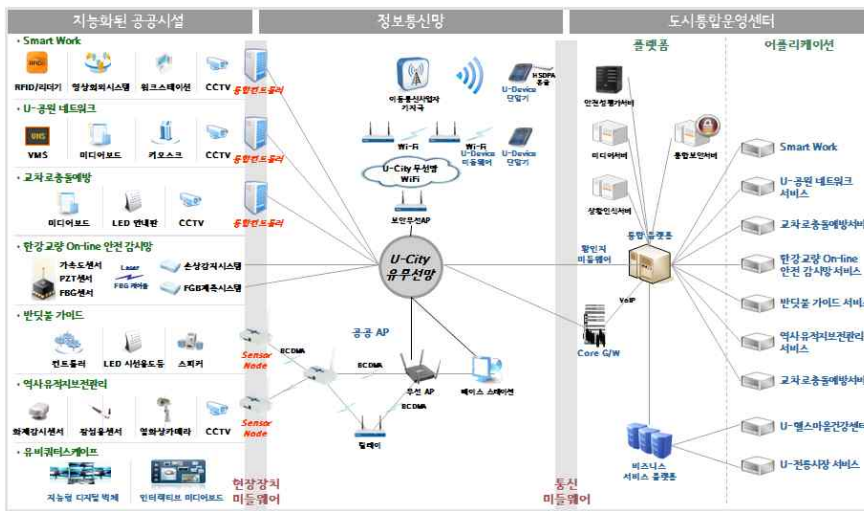 지능화된 공공시설
정보통신망
도시통합운영센터
플랫폼
어플리케이션
· Smart Work
RFID/리더기
영상회의시스템
워크스테이션
CCTV
통합컨트롤러
· U-공원 네트워크
VMS
미디어보드
키오스크
CCTV
통합컨트롤러
· 교차로충돌예방
미디어보드
LED 안내판
CCTV
통합컨트롤러
· 한강교량 On-line 안전 감시망
가속도센서
PZT센서
FBG센서
Laser
FBG 케이블
손상감지시스템
FGB계측시스템
· 반딧불 가이드
컨트롤러
LED 시선유도등
스피커
Sensor
Node
· 역사유적지보전관리
화재감시센서
열화상카메라
CCTV
Sensor
Node
· 유비쿼터스케이프
지능형 디지털 벽체
인터랙티브 미디어보드
현장장치
미들웨어
이동통신사업자
기지국
U-Device
단말기
HSDPA
Wi-Fi
Wi-Fi
U-Device
미들웨어
U-Device
단말기
U-City 무선망
WiFi
보안무선AP
U-City
유무선망
공공 AP
BCDMA
BCDMA
BCDMA
무선 AP
릴레이
베이스 스테이션
통신
미들웨어
안전성평가서버
미디어서버
통합보안서버
상황인식서버
통합 플랫폼
미들웨어
VoIP
Core G/W
비즈니스
서비스 플랫폼
Smart Work
U-공원 네트워크
서비스
교차로충돌예방서비
한강교량 On-line
안전 감시망 서비스
반딧불 가이드 서비스
역사유적지보전관리
서비스
교차로충돌예방서비
U-헬스마을건강센터
U-전통시장 서비스